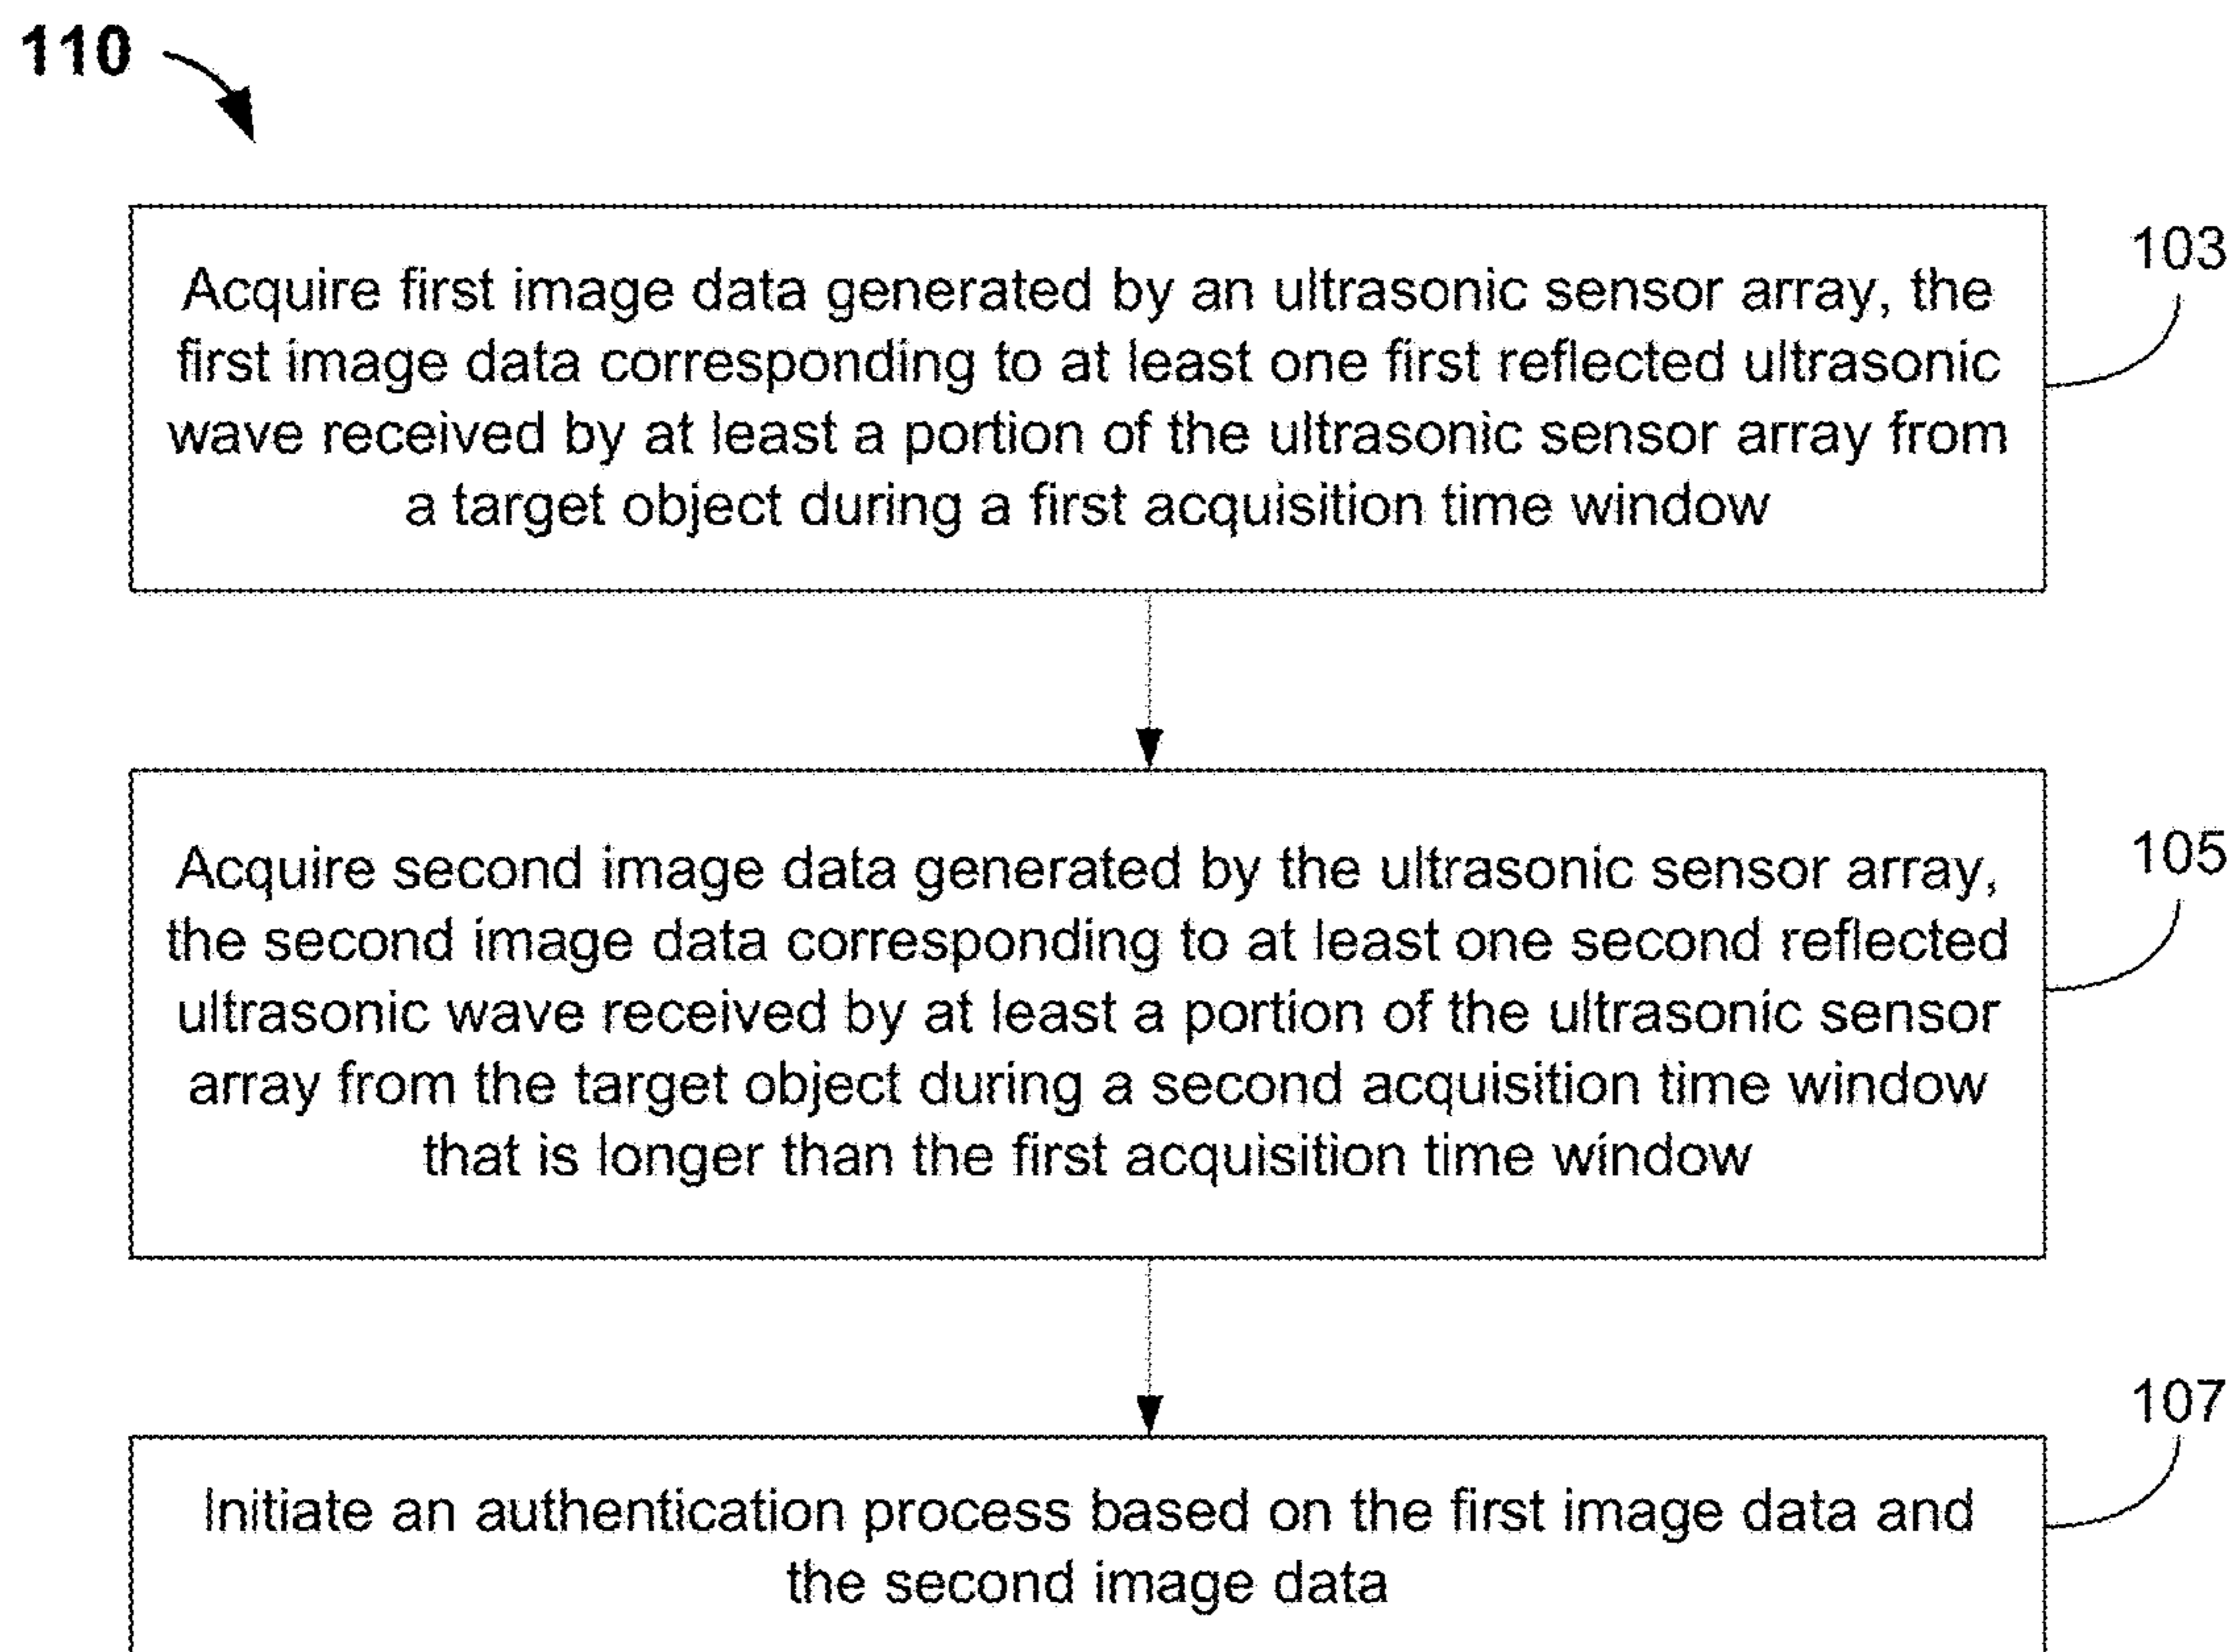 110
103
Acquire first image data generated by an ultrasonic sensor array, the
first image data corresponding to at least one first reflected ultrasonic
wave received by at least a portion of the ultrasonic sensor array from
a target object during a first acquisition time window
105
Acquire second image data generated by the ultrasonic sensor array,
the second image data corresponding to at least one second reflected
ultrasonic wave received by at least a portion of the ultrasonic sensor
array from the target object during a second acquisition time window
that is longer than the first acquisition time window
107
Initiate an authentication process based on the first image data and
the second image data